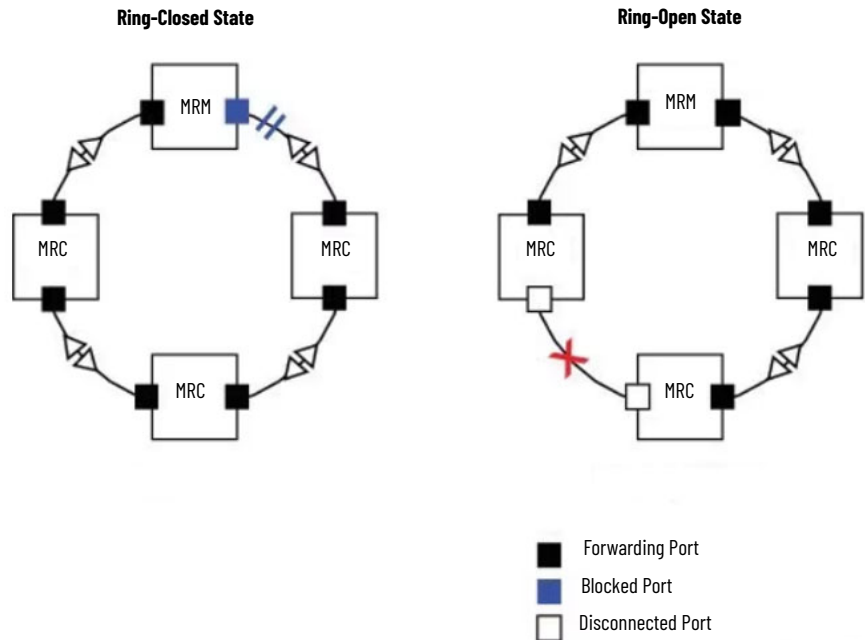 Ring-Closed State
Ring-Open State
MRM
MRM
MRC
MRC
MRC
MRC
MRC
MRC
Forwarding Port
Blocked Port
Disconnected Port